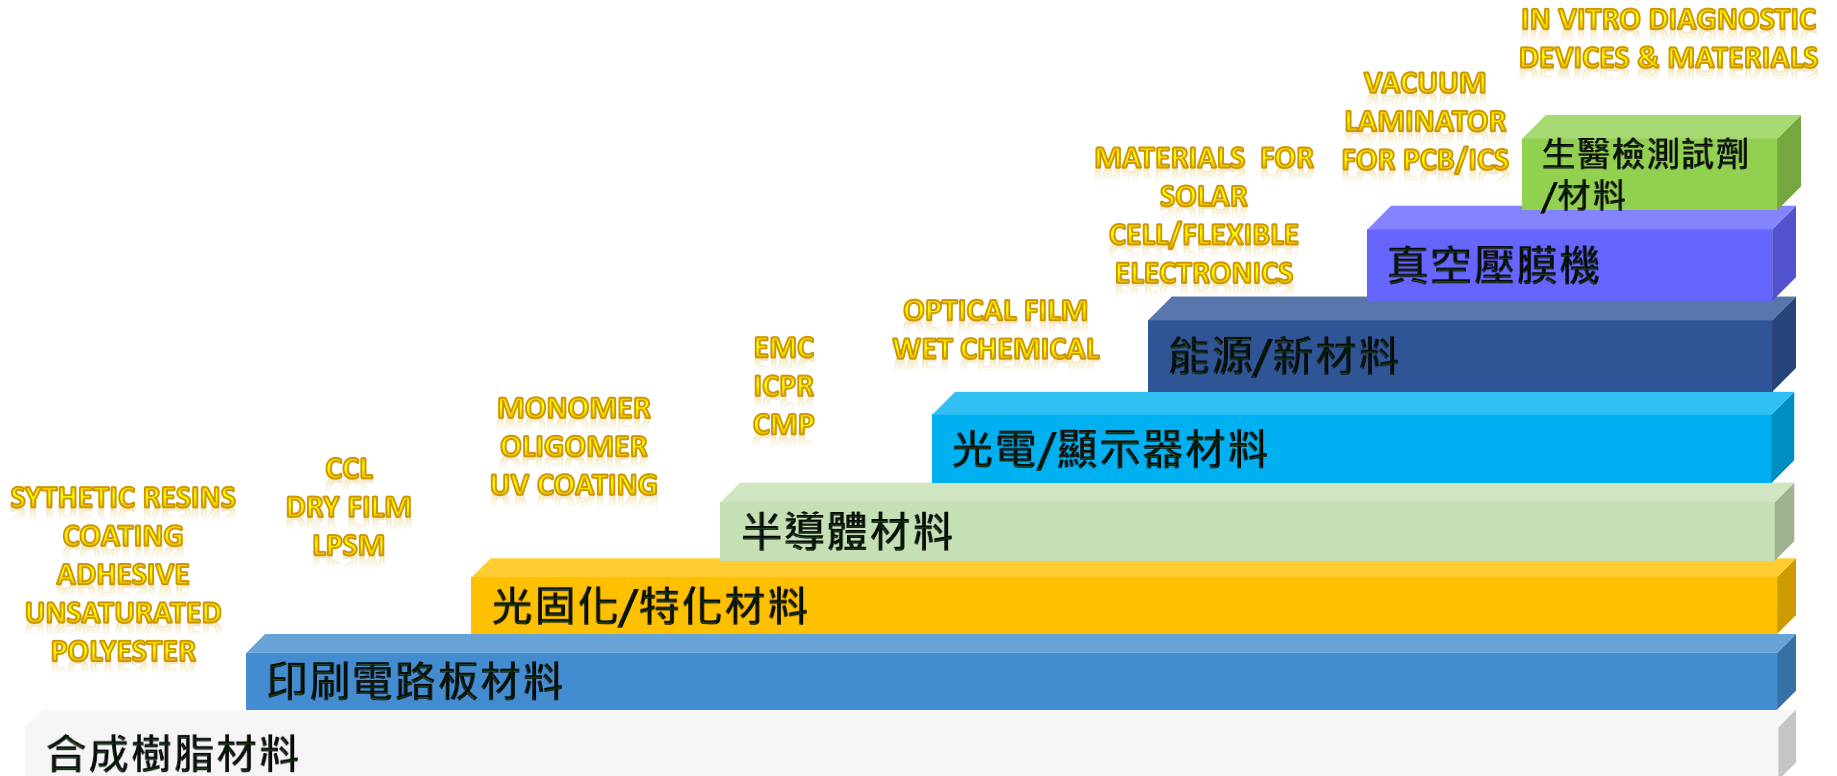 IN VITRO DIAGNOSTIC
DEVICES & MATERIALS
生醫檢測試劑
/材料
VACUUM
LAMINATOR
FOR PCB/ICS
真空壓膜機
MATERIALS FOR
SOLAR
CELL/FLEXIBLE
ELECTRONICS
能源/新材料
OPTICAL FILM
WET CHEMICAL
光電/顯示器材料
EMC
ICPR
CMP
半導體材料
MONOMER
OLIGOMER
UV COATING
光固化/特化材料
CCL
DRY FILM
LPSM
印刷電路板材料
SYTHETIC RESINS
COATING
ADHESIVE
UNSATURATED
POLYESTER
合成樹脂材料